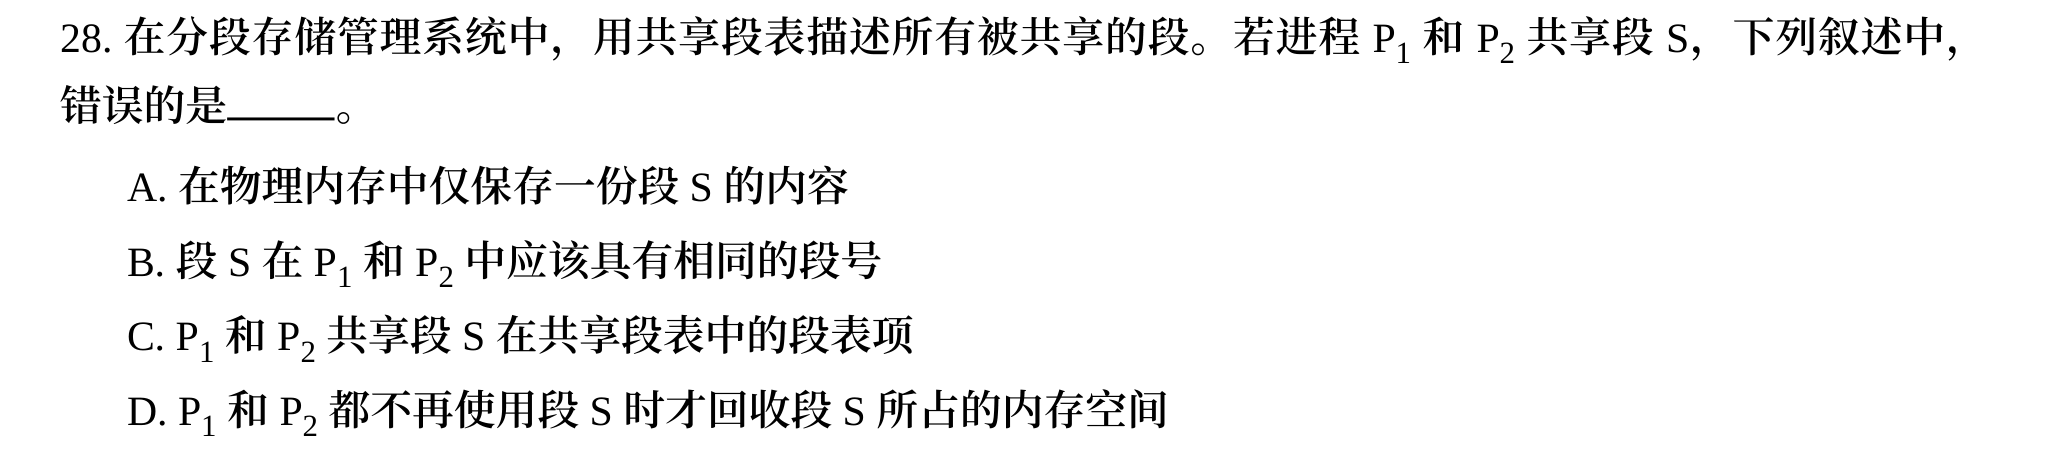 28. 在分段存储管理系统中，用共享段表描述所有被共享的段。若进程 P₁ 和 P₂ 共享段 S，下列叙述中，
错误的是_____。
A. 在物理内存中仅保存一份段 S 的内容
B. 段 S 在 P₁ 和 P₂ 中应该具有相同的段号
C. P₁ 和 P₂ 共享段 S 在共享段表中的段表项
D. P₁ 和 P₂ 都不再使用段 S 时才回收段 S 所占的内存空间